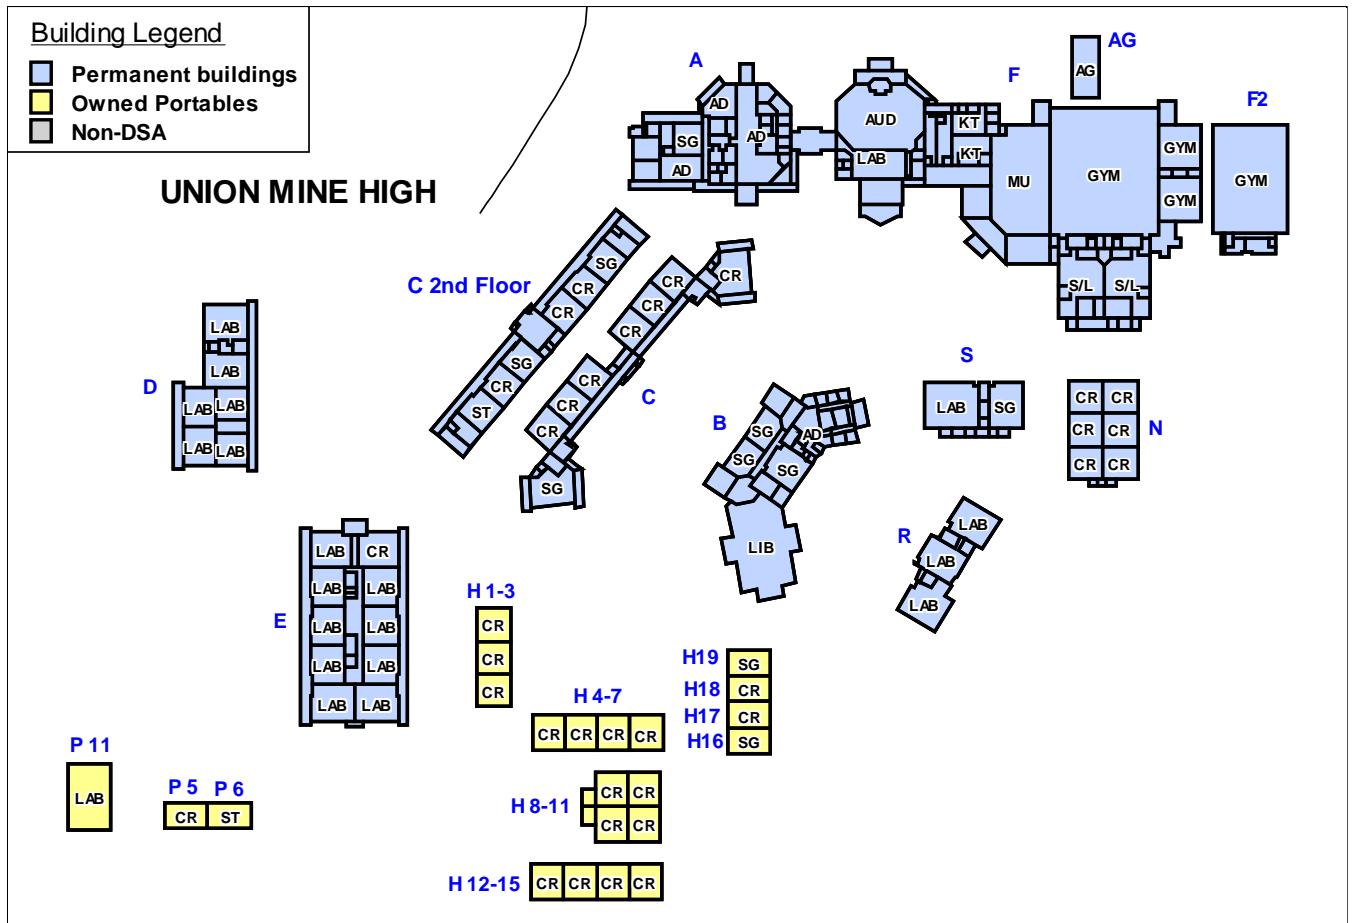 Building Legend
Permanent buildings
Owned Portables
Non-DSA
UNION MINE HIGH
A
AD
SG
AD
AD
AUD
LAB
F
KT
KT
MU
GYM
GYM
GYM
S/L
S/L
AG
AG
F2
GYM
C 2nd Floor
SG
CR
CR
SG
CR
ST
C
CR
CR
CR
CR
CR
CR
CR
SG
D
LAB
LAB
LAB
LAB
LAB
LAB
B
SG
AD
SG
SG
LIB
S
LAB
SG
N
CR
CR
CR
CR
CR
CR
R
LAB
LAB
LAB
E
LAB
CR
LAB
LAB
LAB
LAB
LAB
LAB
LAB
LAB
H 1-3
CR
CR
CR
H 4-7
CR
CR
CR
CR
H19
SG
H18
CR
H17
CR
H16
SG
P 11
LAB
P 5
P 6
CR
ST
H 8-11
CR
CR
CR
CR
H 12-15
CR
CR
CR
CR